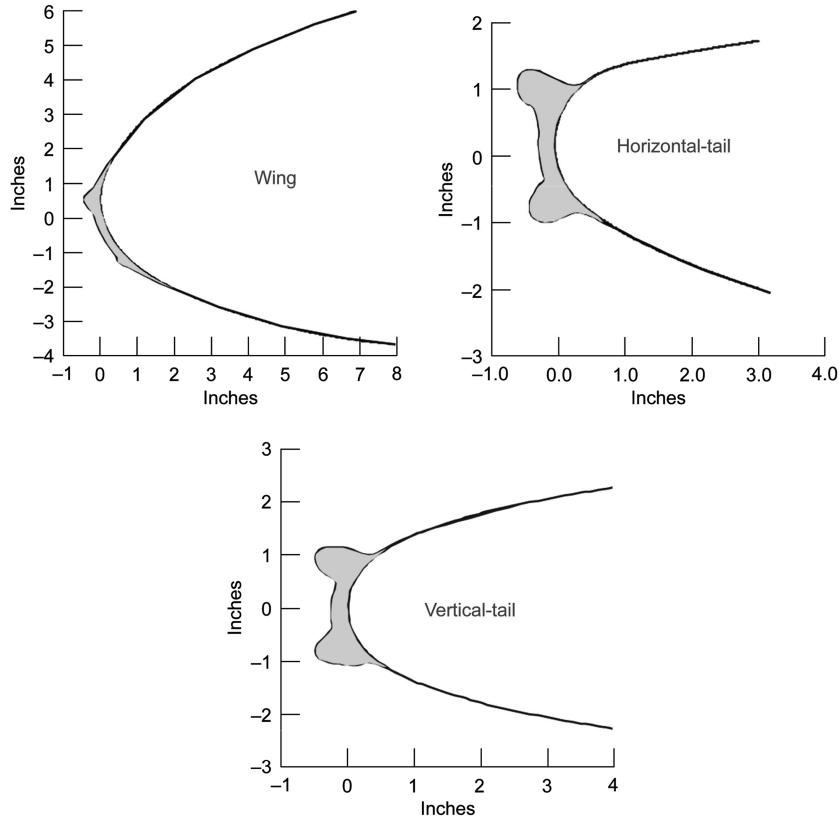 6
5
4
3
2
1
0
–1
–2
–3
–4
Inches
Wing
–1 0 1 2 3 4 5 6 7 8
Inches
2
1
0
–1
–2
–3
Inches
Horizontal-tail
–1.0 0.0 1.0 2.0 3.0 4.0
Inches
3
2
1
0
–1
–2
–3
Inches
Vertical-tail
–1 0 1 2 3 4
Inches